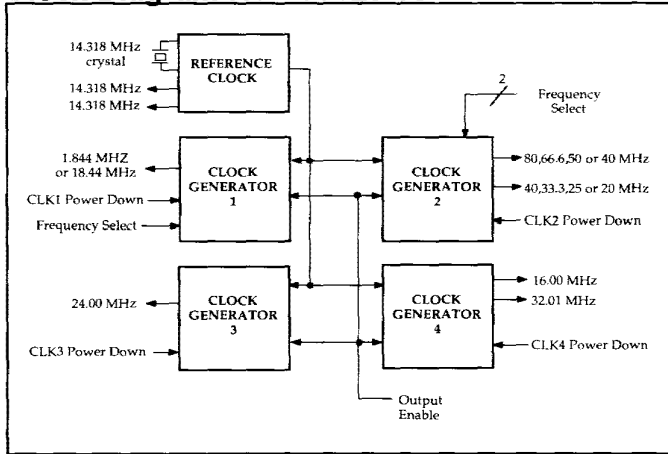 14.318 MHz
crystal
14.318 MHz
14.318 MHz
REFERENCE
CLOCK
2
Frequency
Select
1.844 MHZ
or 18.44 MHz
CLK1 Power Down
Frequency Select
CLOCK
GENERATOR
1
CLOCK
GENERATOR
2
80,66.6,50 or 40 MHz
40,33.3,25 or 20 MHz
CLK2 Power Down
24.00 MHz
CLK3 Power Down
CLOCK
GENERATOR
3
CLOCK
GENERATOR
4
16.00 MHz
32.01 MHz
CLK4 Power Down
Output
Enable